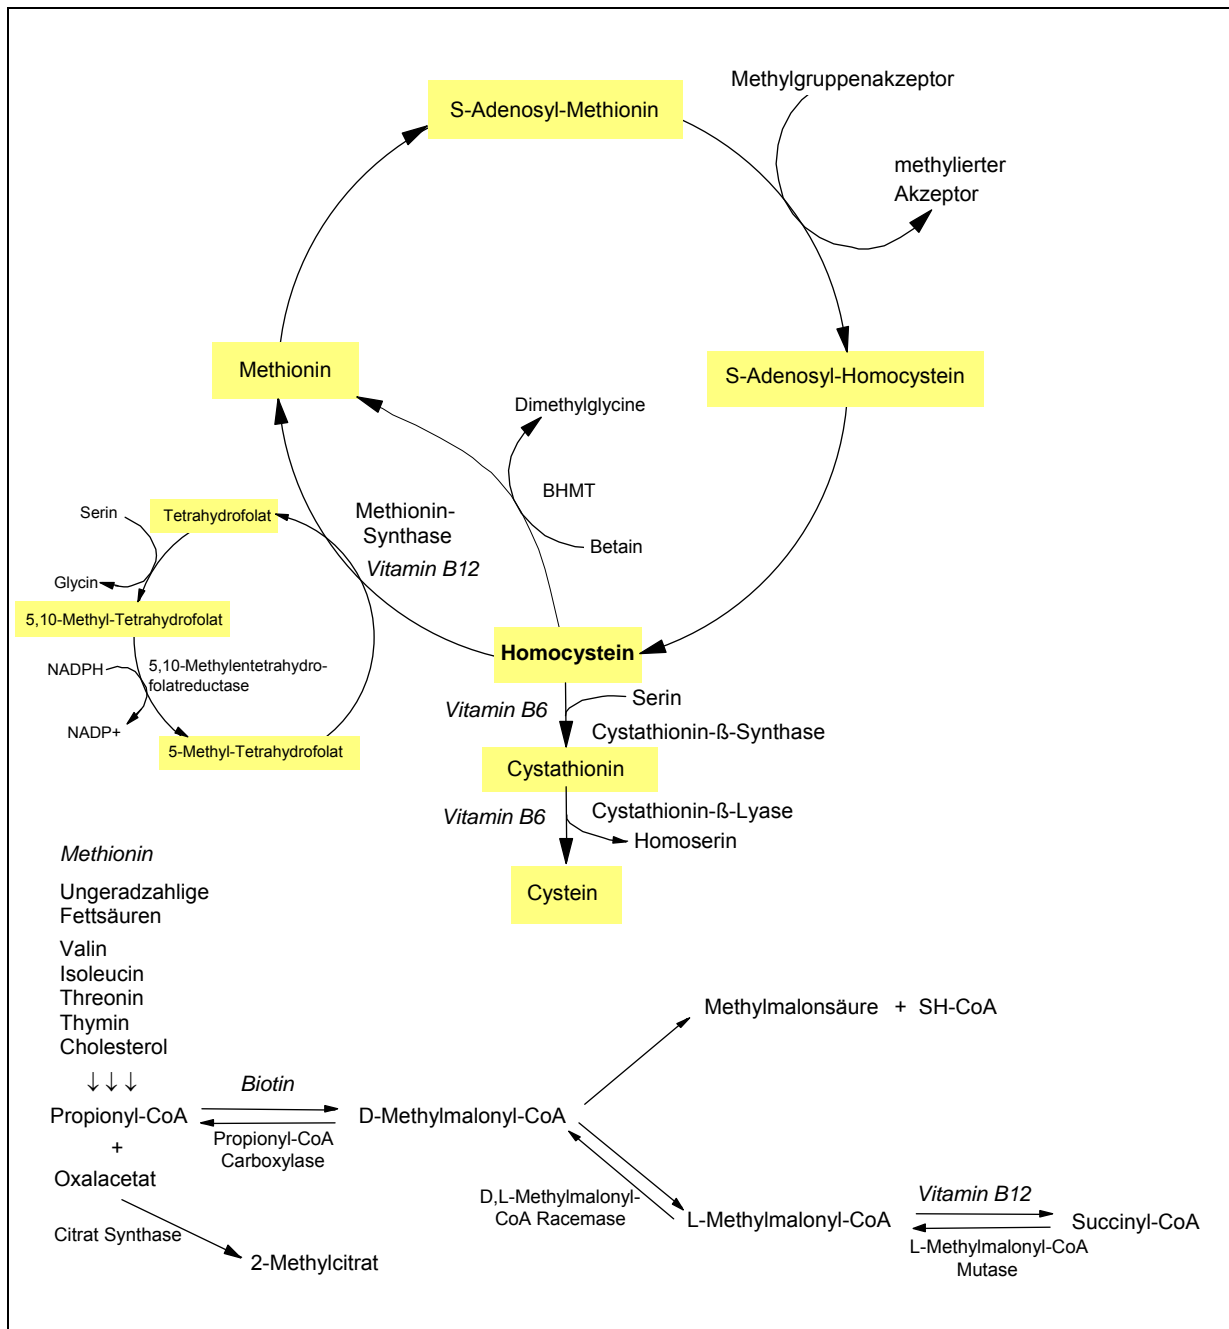 Methylgruppenakzeptor
S-Adenosyl-Methionin
methylierter
Akzeptor
Methionin
S-Adenosyl-Homocystein
Dimethylglycine
BHMT
Betain
Methionin-
Synthase
Vitamin B12
Serin
Tetrahydrofolat
Glycin
5,10-Methyl-Tetrahydrofolat
NADPH
5,10-Methylentetrahydro-
folatreductase
NADP+
5-Methyl-Tetrahydrofolat
Homocystein
Serin
Vitamin B6
Cystathionin-ß-Synthase
Cystathionin
Vitamin B6
Cystathionin-ß-Lyase
Homoserin
Cystein
Methionin
Ungeradzahlige
Fettsäuren
Valin
Isoleucin
Threonin
Thymin
Cholesterol
↓↓↓
Propionyl-CoA
+
Oxalacetat
Citrat Synthase
2-Methylcitrat
Biotin
Propionyl-CoA
Carboxylase
D-Methylmalonyl-CoA
Methylmalonsäure + SH-CoA
D,L-Methylmalonyl-
CoA Racemase
L-Methylmalonyl-CoA
Vitamin B12
L-Methylmalonyl-CoA
Mutase
Succinyl-CoA